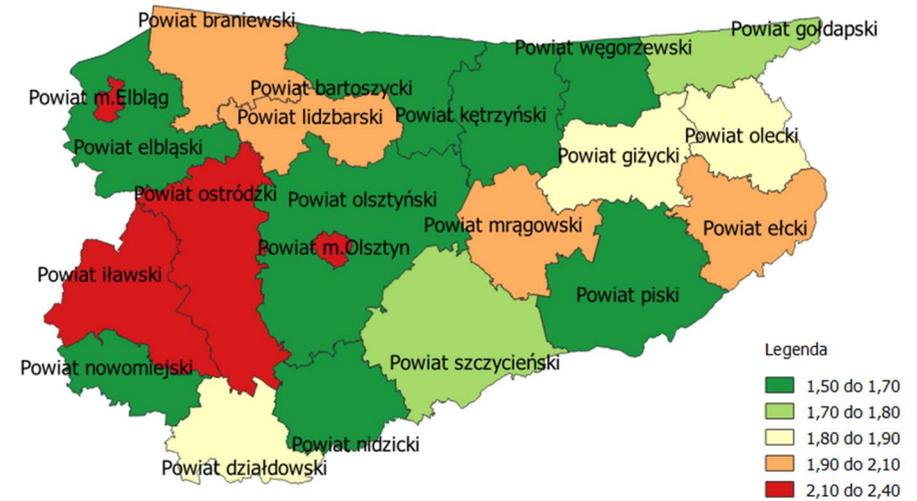 Powiat braniewski
Powiat gołdapski
Powiat węgorzewski
Powiat bartoszycki
Powiat m.Elbląg
Powiat lidzbarski
Powiat kętrzyński
Powiat olecki
Powiat elbląski
Powiat giżycki
Powiat ostródzki
Powiat olsztyński
Powiat mrągowski
Powiat ełcki
Powiat m.Olsztyn
Powiat iławski
Powiat piski
Legenda
Powiat szczycieński
Powiat nowomiejski
1,50 do 1,70
1,70 do 1,80
1,80 do 1,90
Powiat nidzicki
Powiat działdowski
1,90 do 2,10
2,10 do 2,40